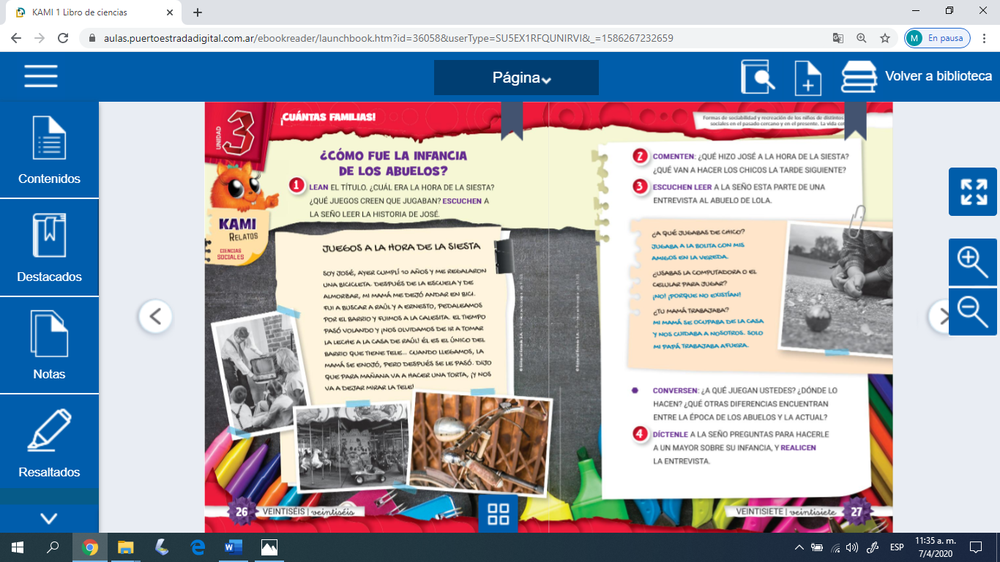 KAMI 1 Libro de ciencias
aulas.puertoestradadigital.com.ar/ebookreader/launchbook.htm?id=36058&userType=SU5EX1RFQUNIRVI&_=1586267232659
M En pausa
Página
Volver a biblioteca
Contenidos
Destacados
Notas
Resaltados
UNIDAD
3
¡CUÁNTAS FAMILIAS!
¿CÓMO FUE LA INFANCIA
DE LOS ABUELOS?
1 LEAN EL TÍTULO. ¿CUÁL ERA LA HORA DE LA SIESTA?
¿QUÉ JUEGOS CREEN QUE JUGABAN? ESCUCHEN A
LA SEÑO LEER LA HISTORIA DE JOSÉ.
KAMI
RELATOS
CIENCIAS
SOCIALES
JUEGOS A LA HORA DE LA SIESTA
SOY JOSÉ, AYER CUMPLÍ 10 AÑOS Y ME REGALARON
UNA BICICLETA. DESPUÉS DE LA ESCUELA Y DE
ALMORZAR, MI MAMÁ ME DEJÓ ANDAR EN BICI.
FUI A BUSCAR A RAÚL Y A ERNESTO, PEDALEAMOS
POR EL BARRIO Y FUIMOS A LA CALESITA. EL TIEMPO
PASÓ VOLANDO Y ¡NOS OLVIDAMOS DE IR A TOMAR
LA LECHE A LA CASA DE RAÚL! ÉL ES EL ÚNICO DEL
BARRIO QUE TIENE TELE... CUANDO LLEGAMOS, LA
MAMÁ SE ENOJÓ, PERO DESPUÉS SE LE PASÓ. DIJO
QUE PARA MAÑANA VA A HACER UNA TORTA, ¡Y NOS
VA A DEJAR MIRAR LA TELE!
26 VEINTISÉIS | veintiséis
Formas de sociabilidad y recreación de los niños de distintos
sociales en el pasado cercano y en el presente. La vida
2 COMENTEN: ¿QUÉ HIZO JOSÉ A LA HORA DE LA SIESTA?
¿QUÉ VAN A HACER LOS CHICOS LA TARDE SIGUIENTE?
3 ESCUCHEN LEER A LA SEÑO ESTA PARTE DE UNA
ENTREVISTA AL ABUELO DE LOLA.
¿A QUÉ JUGABAS DE CHICO?
JUGABA A LA BOLITA CON MIS
AMIGOS EN LA VEREDA.
¿USABAS LA COMPUTADORA O EL
CELULAR PARA JUGAR?
¡NO! ¡PORQUE NO EXISTÍAN!
¿TU MAMÁ TRABAJABA?
MI MAMÁ SE OCUPABA DE LA CASA
Y NOS CUIDABA A NOSOTROS. SOLO
MI PAPÁ TRABAJABA AFUERA.
CONVERSEN: ¿A QUÉ JUEGAN USTEDES? ¿DÓNDE LO
HACEN? ¿QUÉ OTRAS DIFERENCIAS ENCUENTRAN
ENTRE LA ÉPOCA DE LOS ABUELOS Y LA ACTUAL?
4 DÍCTENLE A LA SEÑO PREGUNTAS PARA HACERLE
A UN MAYOR SOBRE SU INFANCIA, Y REALICEN
LA ENTREVISTA.
VEINTISIETE | veintisiete 27
ESP
11:35 a. m.
7/4/2020